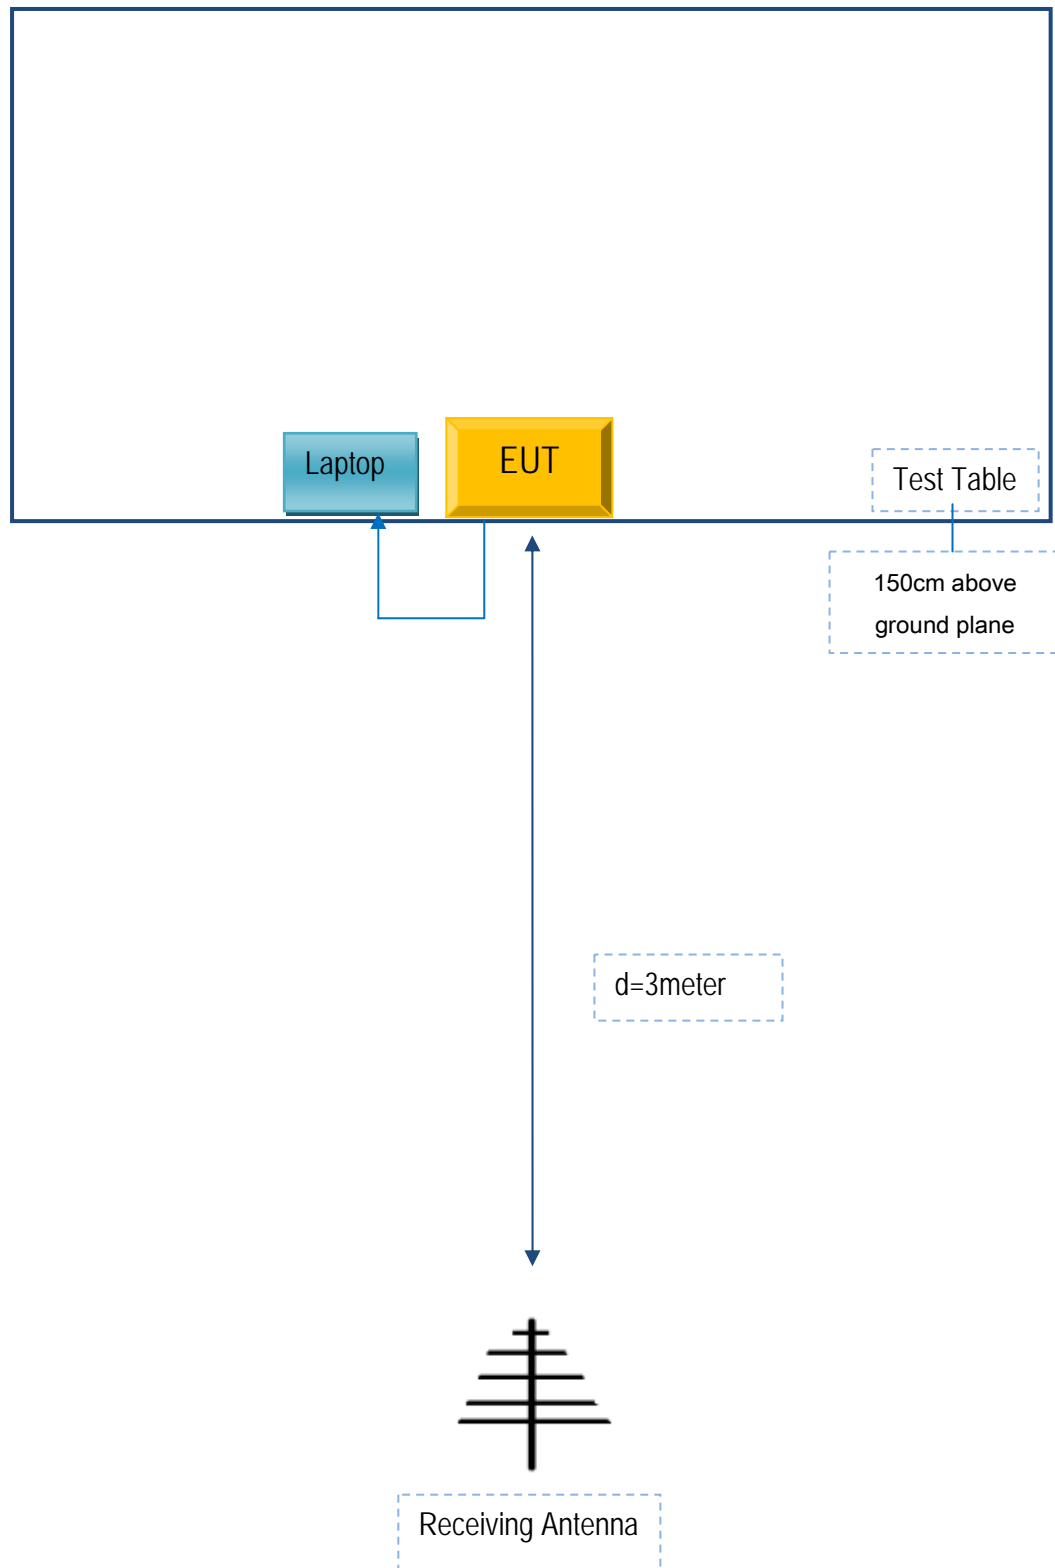 Laptop
EUT
Test Table
150cm above
ground plane
d=3meter
Receiving Antenna